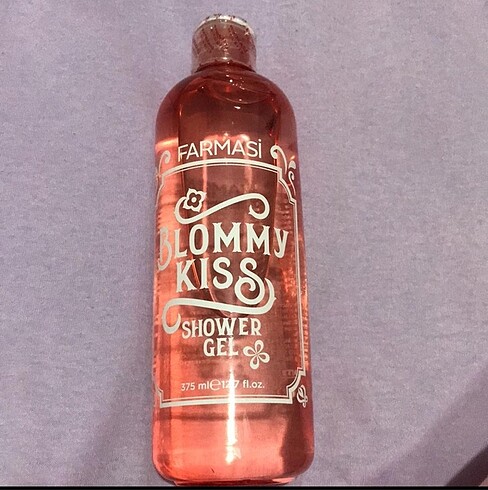 FARMASİ
BLOMMY
KISS
SHOWER
GEL
375 ml℮12.7 fl.oz.